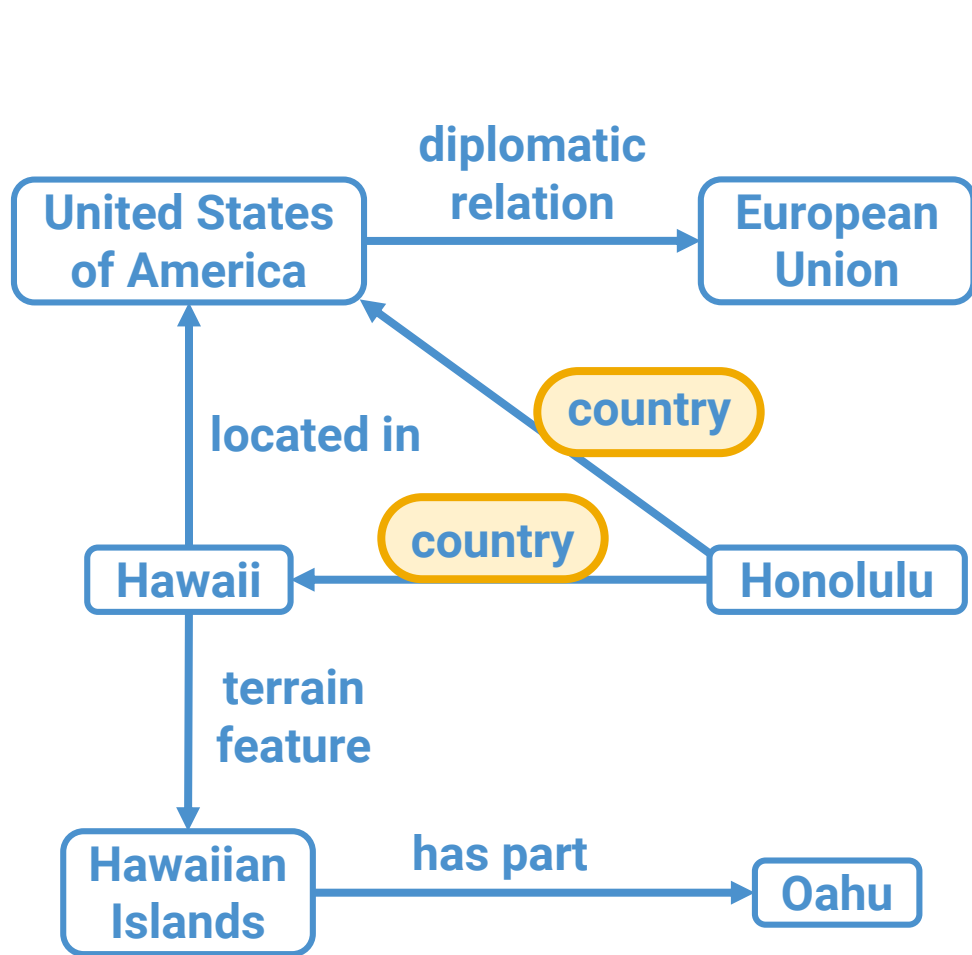 diplomatic
relation
United States
of America
European
Union
country
located in
country
Hawaii
Honolulu
terrain
feature
Hawaiian
Islands
has part
Oahu